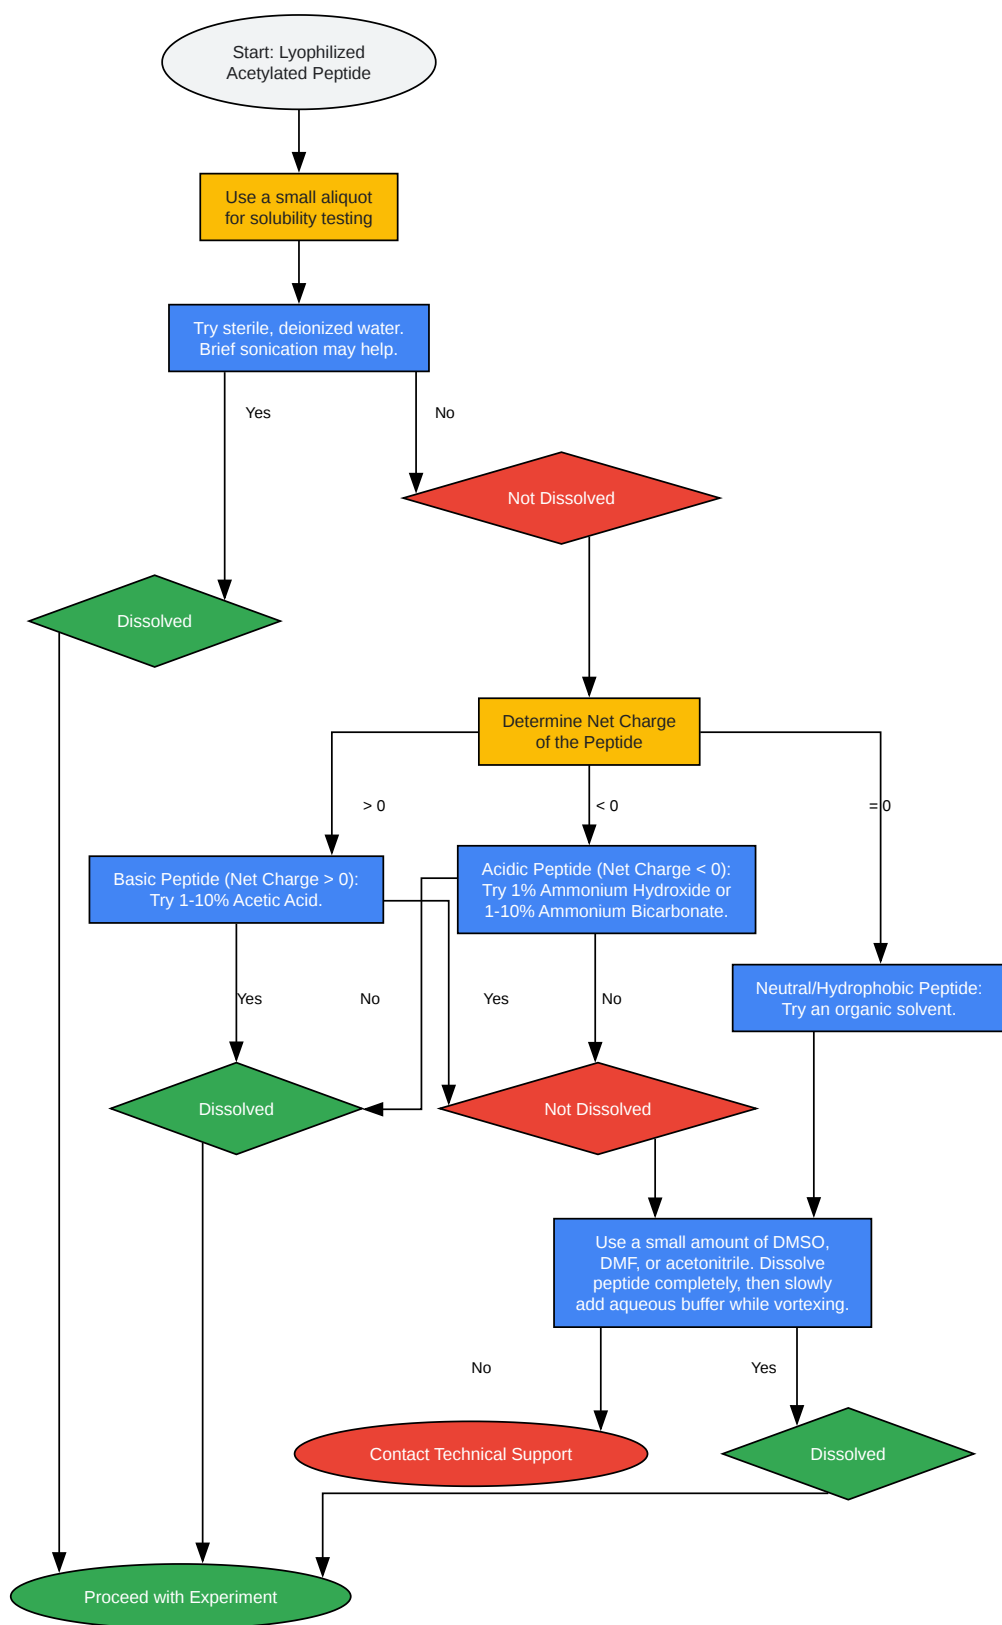 Start: Lyophilized
Acetylated Peptide
Use a small aliquot
for solubility testing
Try sterile, deionized water.
Brief sonication may help.
Yes
No
Not Dissolved
Dissolved
Determine Net Charge
of the Peptide
> 0
< 0
= 0
Basic Peptide (Net Charge > 0):
Try 1-10% Acetic Acid.
Acidic Peptide (Net Charge < 0):
Try 1% Ammonium Hydroxide or
1-10% Ammonium Bicarbonate.
Neutral/Hydrophobic Peptide:
Try an organic solvent.
Yes
No
Yes
No
Dissolved
Not Dissolved
Use a small amount of DMSO,
DMF, or acetonitrile. Dissolve
peptide completely, then slowly
add aqueous buffer while vortexing.
No
Yes
Contact Technical Support
Dissolved
Proceed with Experiment